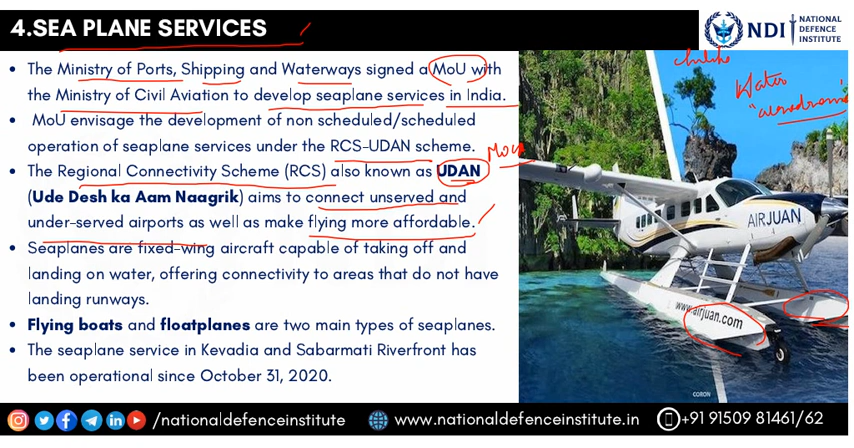 4.SEA PLANE SERVICES
NDI
NATIONAL
DEFENCE
INSTITUTE
• The Ministry of Ports, Shipping and Waterways signed a MoU with
the Ministry of Civil Aviation to develop seaplane services in India.
• MoU envisage the development of non scheduled/scheduled
operation of seaplane services under the RCS-UDAN scheme.
• The Regional Connectivity Scheme (RCS) also known as UDAN
(Ude Desh ka Aam Naagrik) aims to connect unserved and
under-served airports as well as make flying more affordable.
• Seaplanes are fixed-wing aircraft capable of taking off and
landing on water, offering connectivity to areas that do not have
landing runways.
• Flying boats and floatplanes are two main types of seaplanes.
• The seaplane service in Kevadia and Sabarmati Riverfront has
been operational since October 31, 2020.
Water
"aerodrome"
AIRJUAN
www.airjuan.com
CORON
/nationaldefenceinstitute
www.nationaldefenceinstitute.in
+91 91509 81461/62